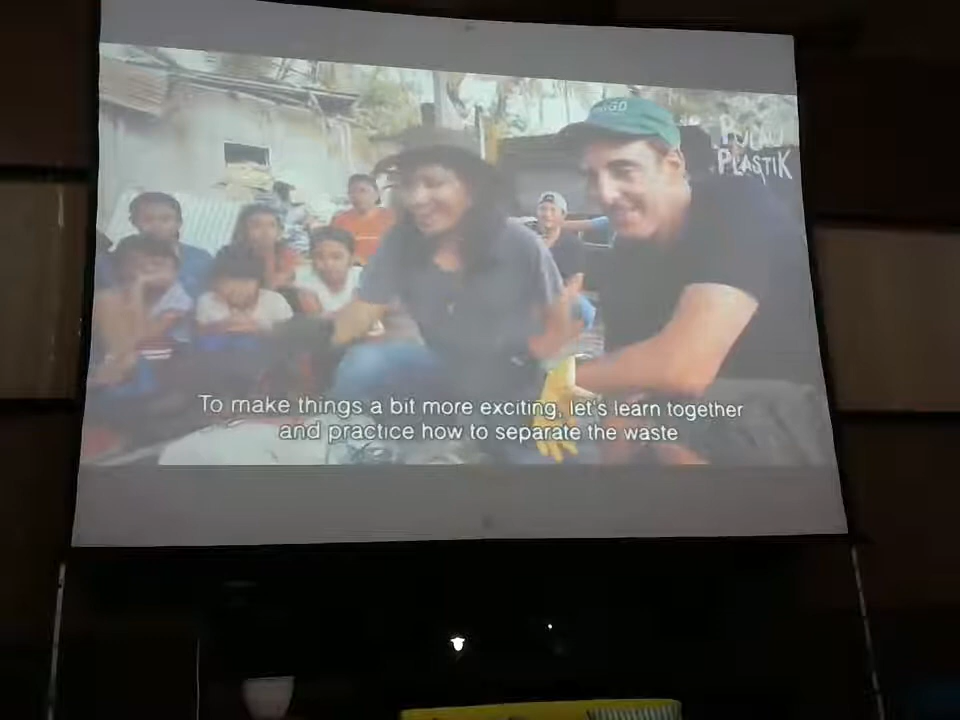 PULAU
PLASTIK
To make things a bit more exciting, let's learn together
and practice how to separate the waste